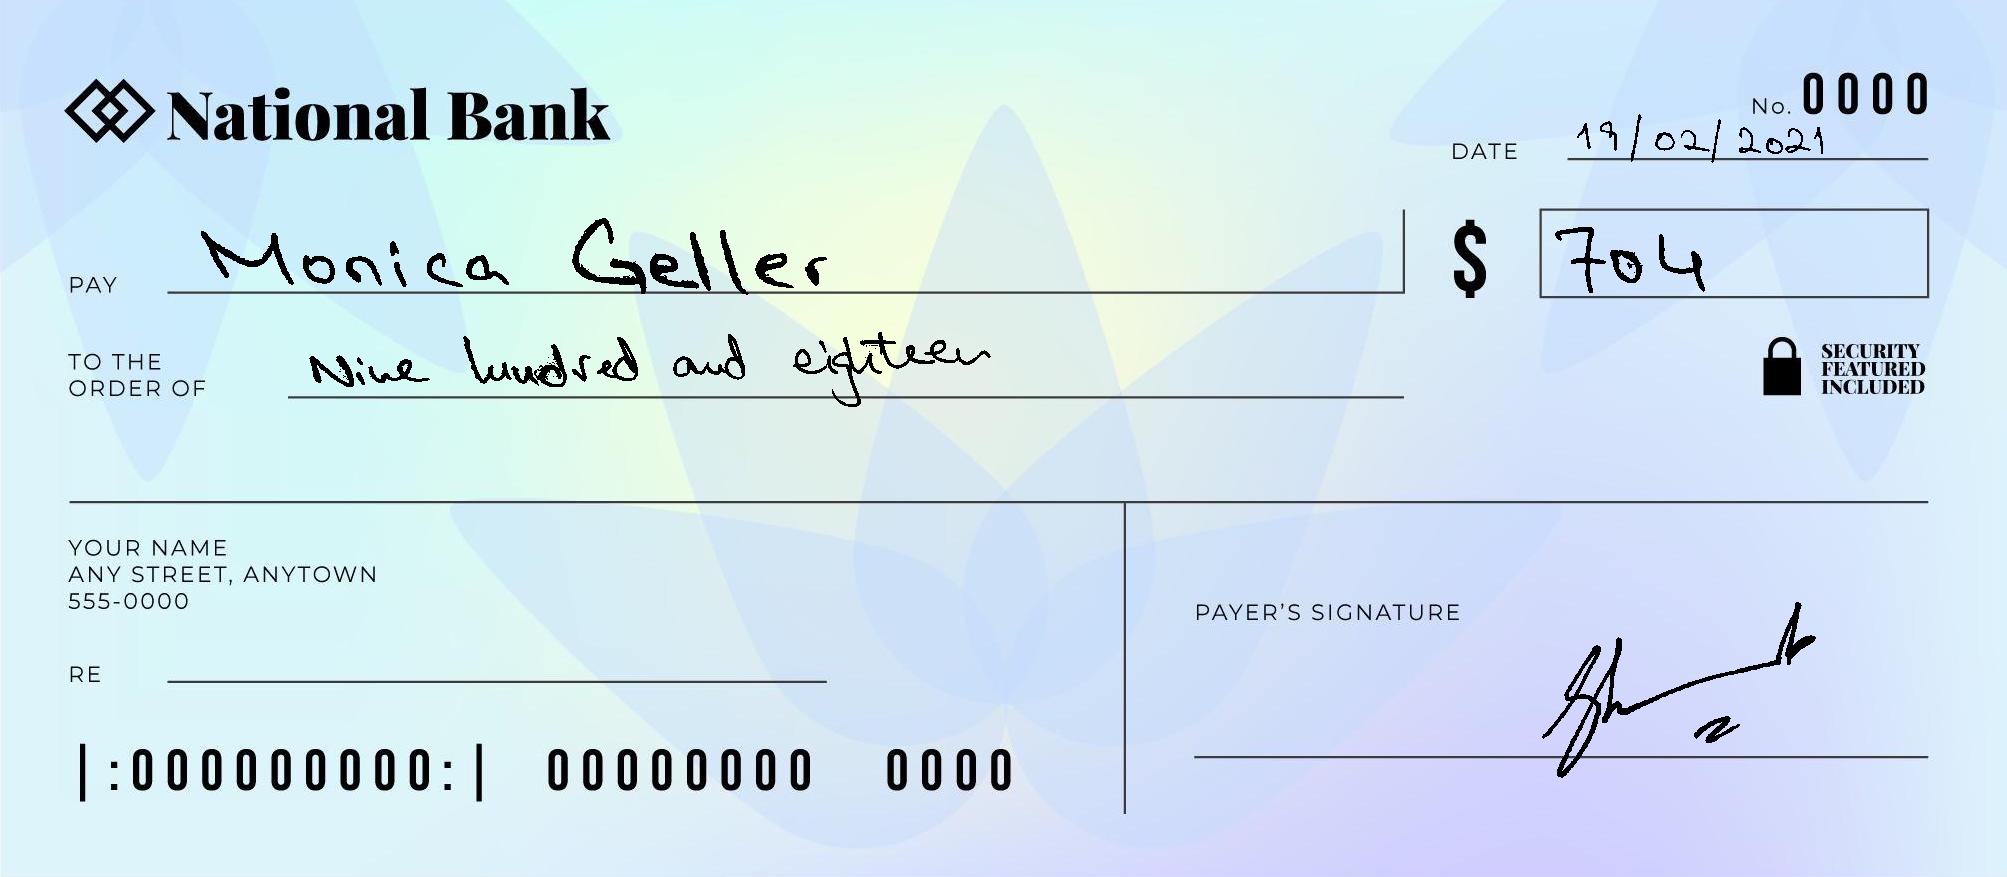 National Bank
No. 0000
DATE 19/02/2021
PAY Monica Geller $ 704
TO THE
ORDER OF Nine hundred and eighteen
SECURITY
FEATURED
INCLUDED
YOUR NAME
ANY STREET, ANYTOWN
555-0000
PAYER'S SIGNATURE
RE
|:000000000:| 00000000 0000